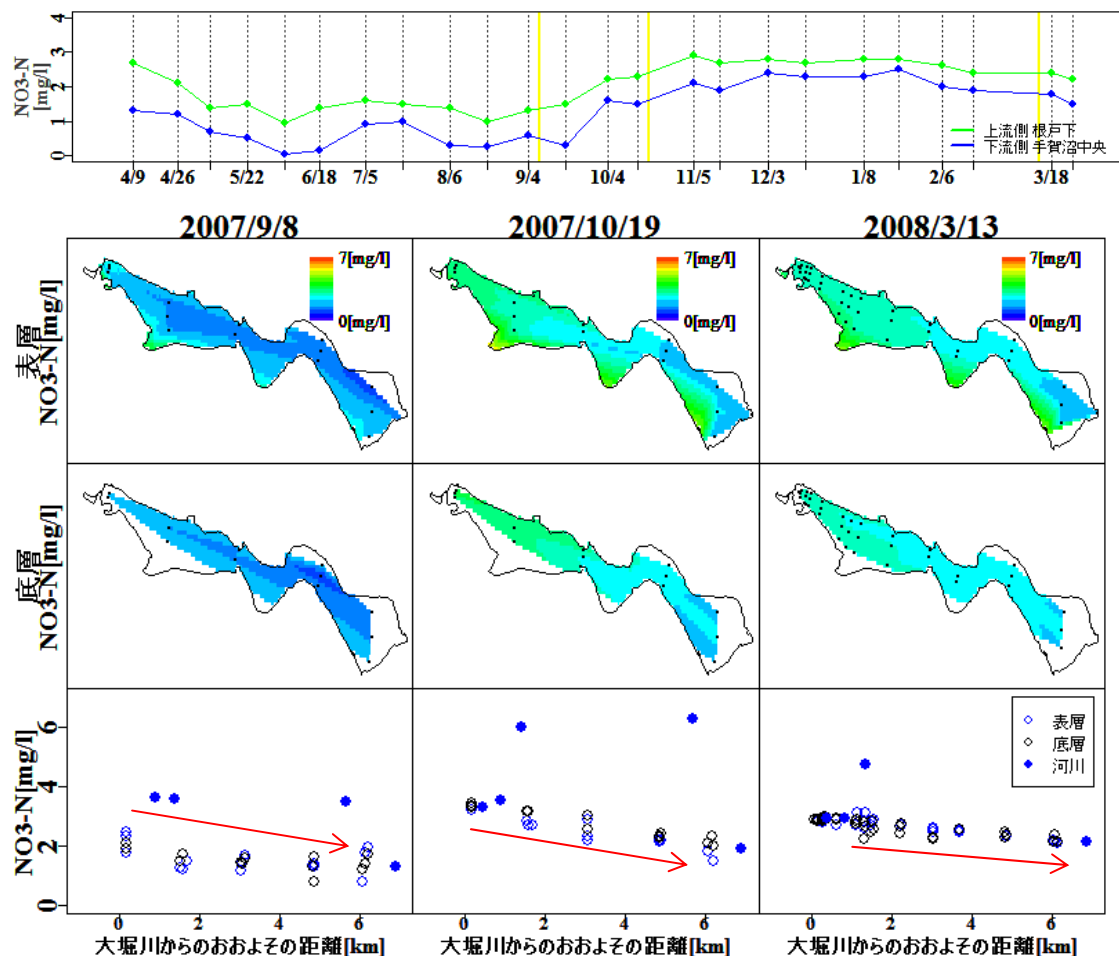 4
3
2
1
0
NO3-N
[mg/l]
上流側 根戸下
下流側 手賀沼中央
4/9 4/26 5/22 6/18 7/5 8/6 9/4 10/4 11/5 12/3 1/8 2/6 3/18
2007/9/8 2007/10/19 2008/3/13
表層
NO3-N[mg/l]
7[mg/l] 7[mg/l] 7[mg/l]
0[mg/l] 0[mg/l] 0[mg/l]
底層
NO3-N[mg/l]
NO3-N[mg/l]
6
4
2
0
表層
底層
河川
0 2 4 6 0 2 4 6 0 2 4 6
大堀川からのおおよその距離[km] 大堀川からのおおよその距離[km] 大堀川からのおおよその距離[km]